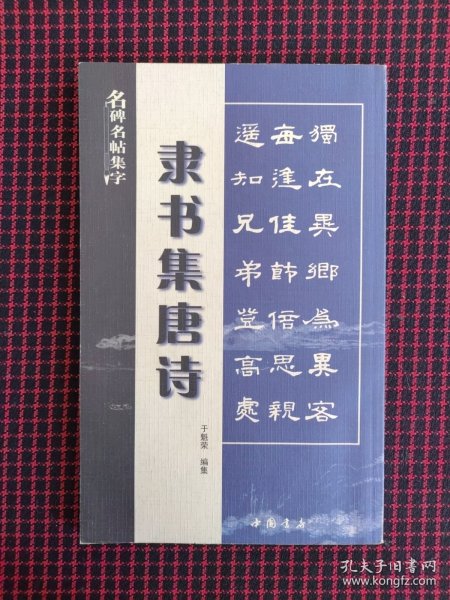 名碑名帖集字
隶书集唐诗
于魁荣 编集
獨在異鄉為異客
每逢佳節倍思親
遥知兄弟登高處
中国书店
孔夫子旧书网
www.kongfz.com